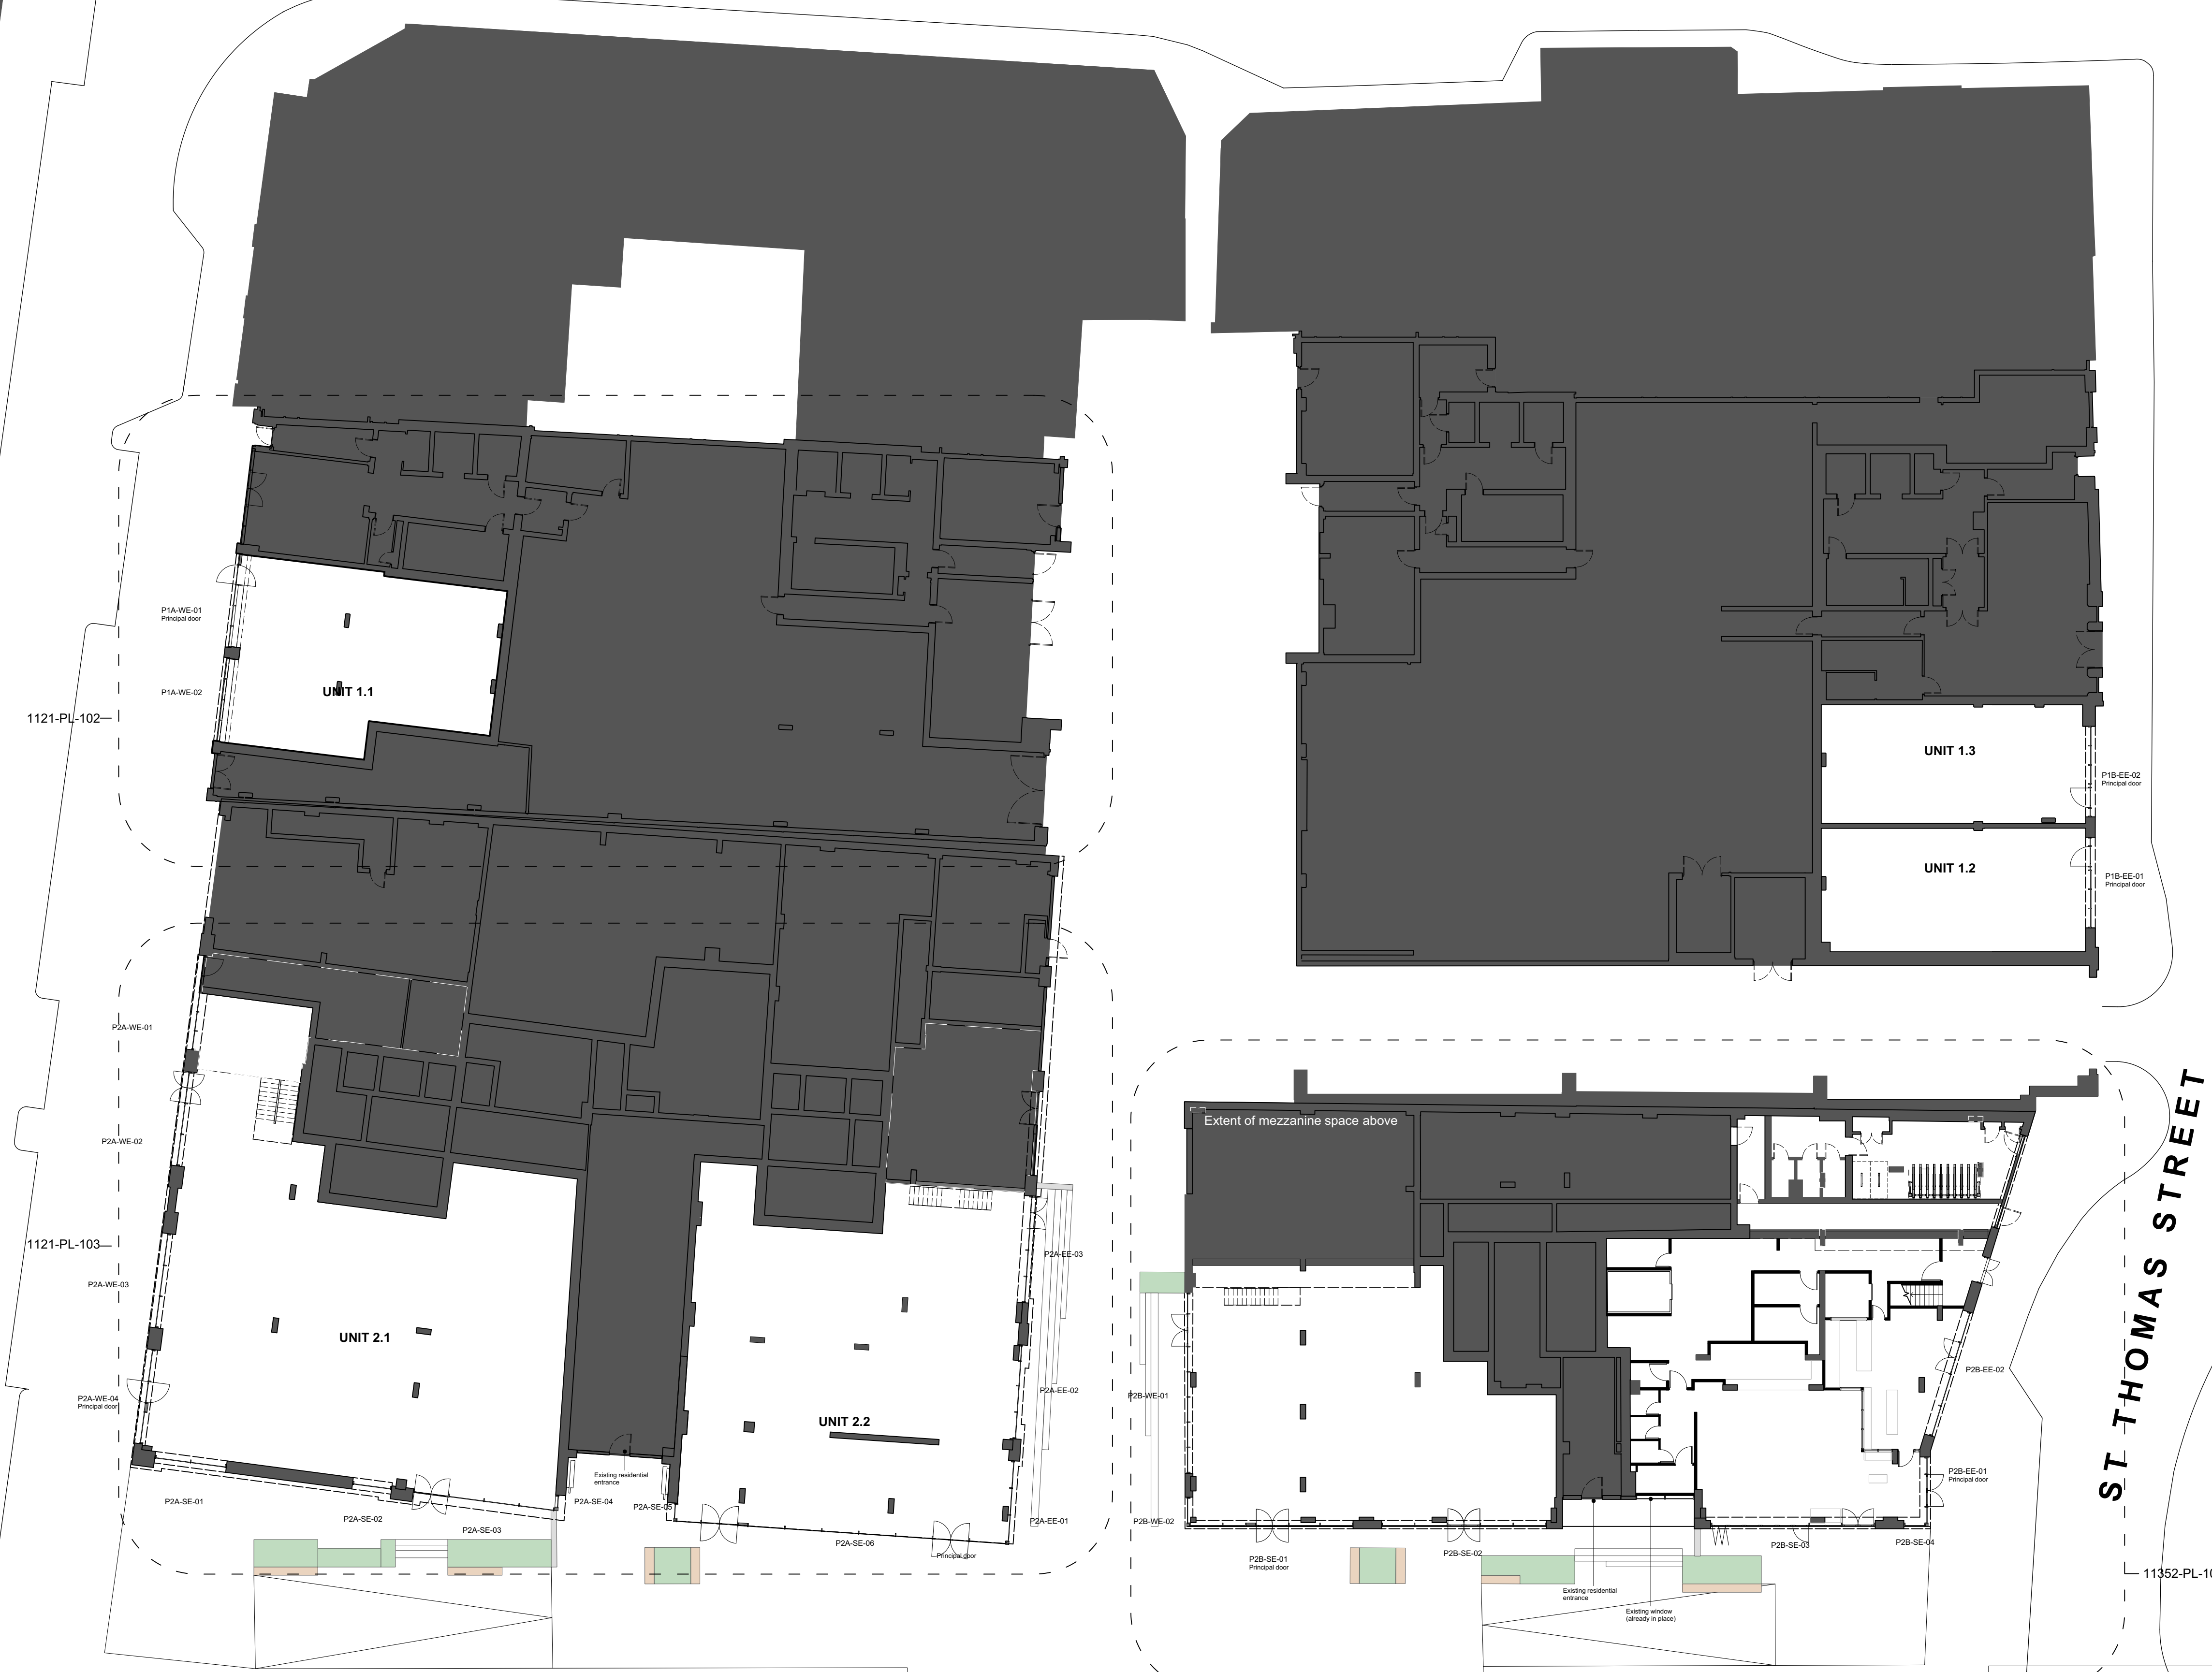 P1A-WE-01
Principal door
P1A-WE-02
UNIT 1.1
1121-PL-102
UNIT 1.3
P1B-EE-02
Principal door
UNIT 1.2
P1B-EE-01
Principal door
P2A-WE-01
P2A-WE-02
1121-PL-103
P2A-WE-03
UNIT 2.1
P2A-WE-04
Principal door
UNIT 2.2
P2A-EE-03
P2A-EE-02
P2A-EE-01
Existing residential
entrance
P2A-SE-01
P2A-SE-02
P2A-SE-03
P2A-SE-04
P2A-SE-05
P2A-SE-06
Principal door
Extent of mezzanine space above
ST THOMAS STREET
P2B-WE-01
P2B-WE-02
P2B-EE-02
P2B-EE-01
Principal door
P2B-SE-01
Principal door
P2B-SE-02
P2B-SE-03
P2B-SE-04
Existing residential
entrance
Existing window
(already in place)
11352-PL-10